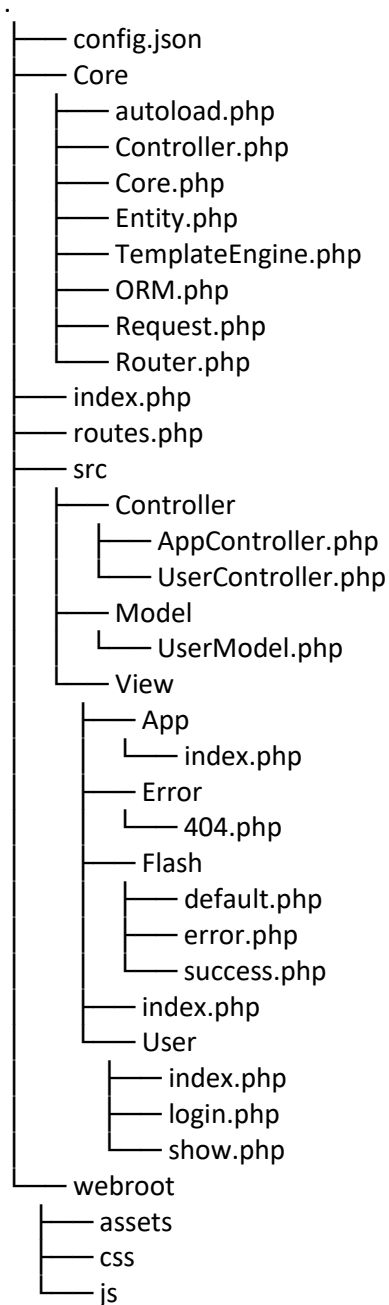 .
config.json
Core
autoload.php
Controller.php
Core.php
Entity.php
TemplateEngine.php
ORM.php
Request.php
Router.php
index.php
routes.php
src
Controller
AppController.php
UserController.php
Model
UserModel.php
View
App
index.php
Error
404.php
Flash
default.php
error.php
success.php
index.php
User
index.php
login.php
show.php
webroot
assets
css
js